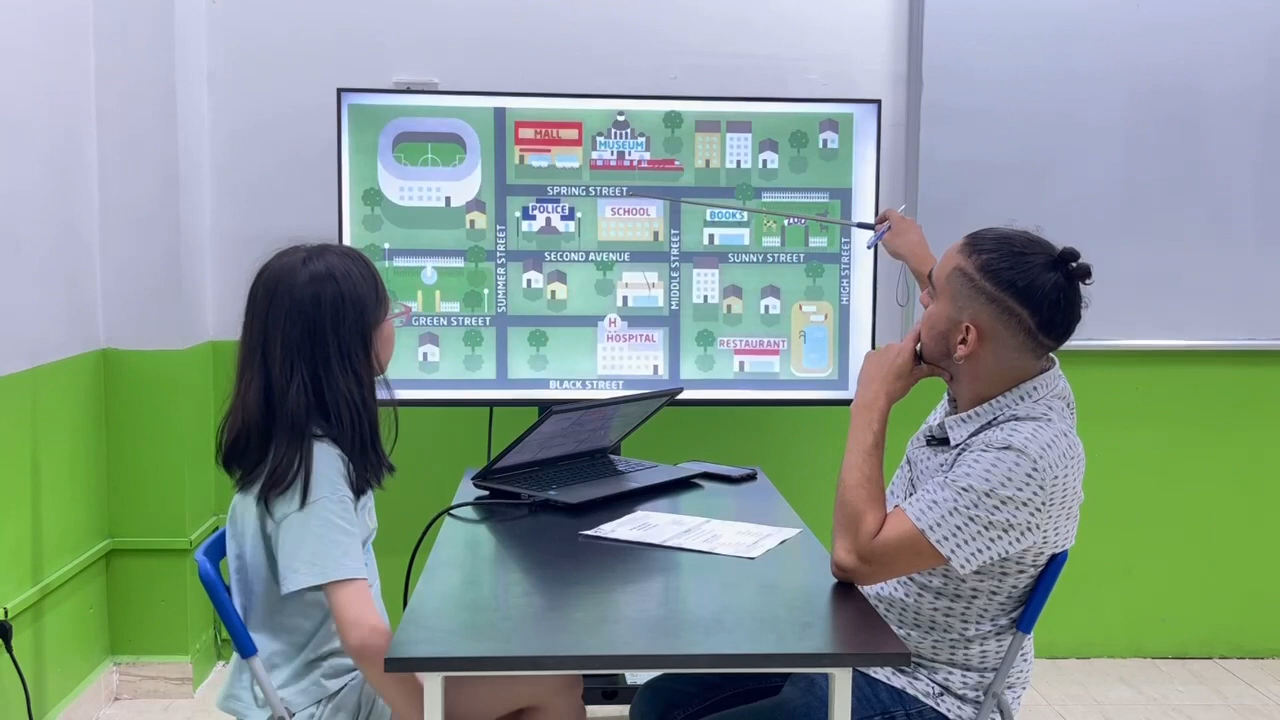 MALL
MUSEUM
SPRING STREET
POLICE
SCHOOL
BOOKS
ZOO
SUMMER STREET
SECOND AVENUE
MIDDLE STREET
SUNNY STREET
HIGH STREET
GREEN STREET
H
HOSPITAL
RESTAURANT
BLACK STREET